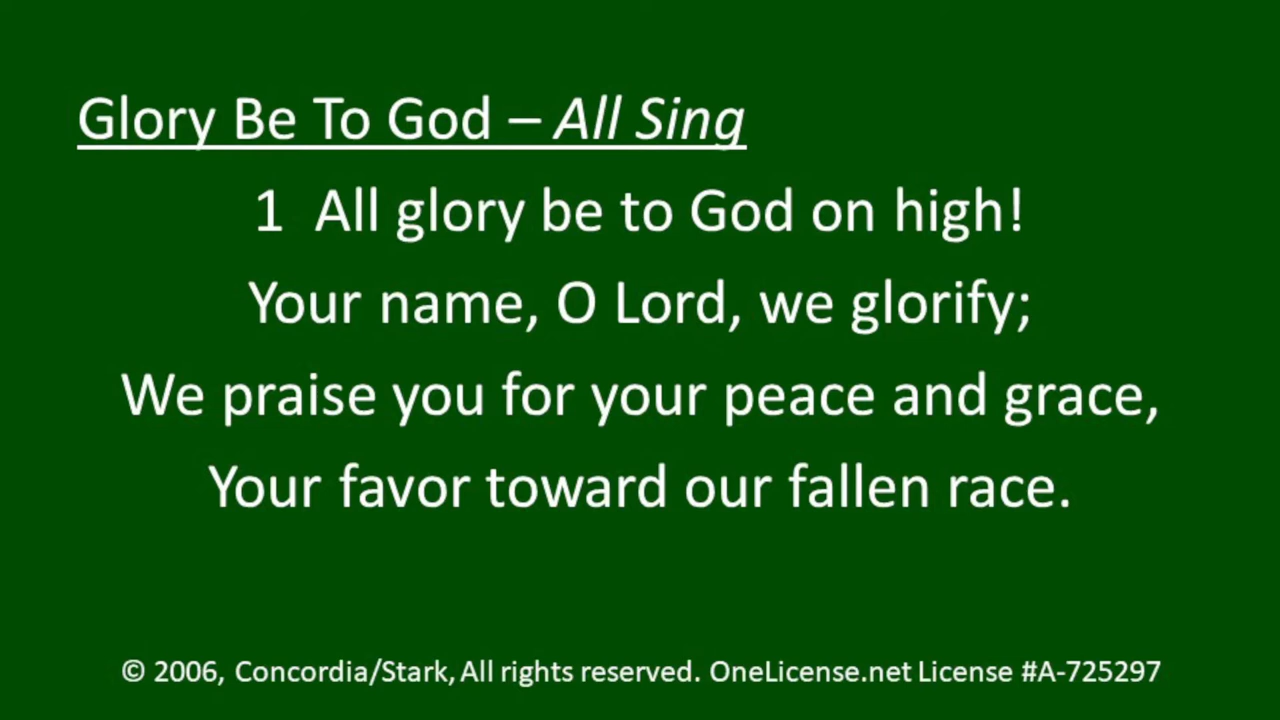 Glory Be To God – All Sing
1 All glory be to God on high!
Your name, O Lord, we glorify;
We praise you for your peace and grace,
Your favor toward our fallen race.
© 2006, Concordia/Stark, All rights reserved. OneLicense.net License #A-725297